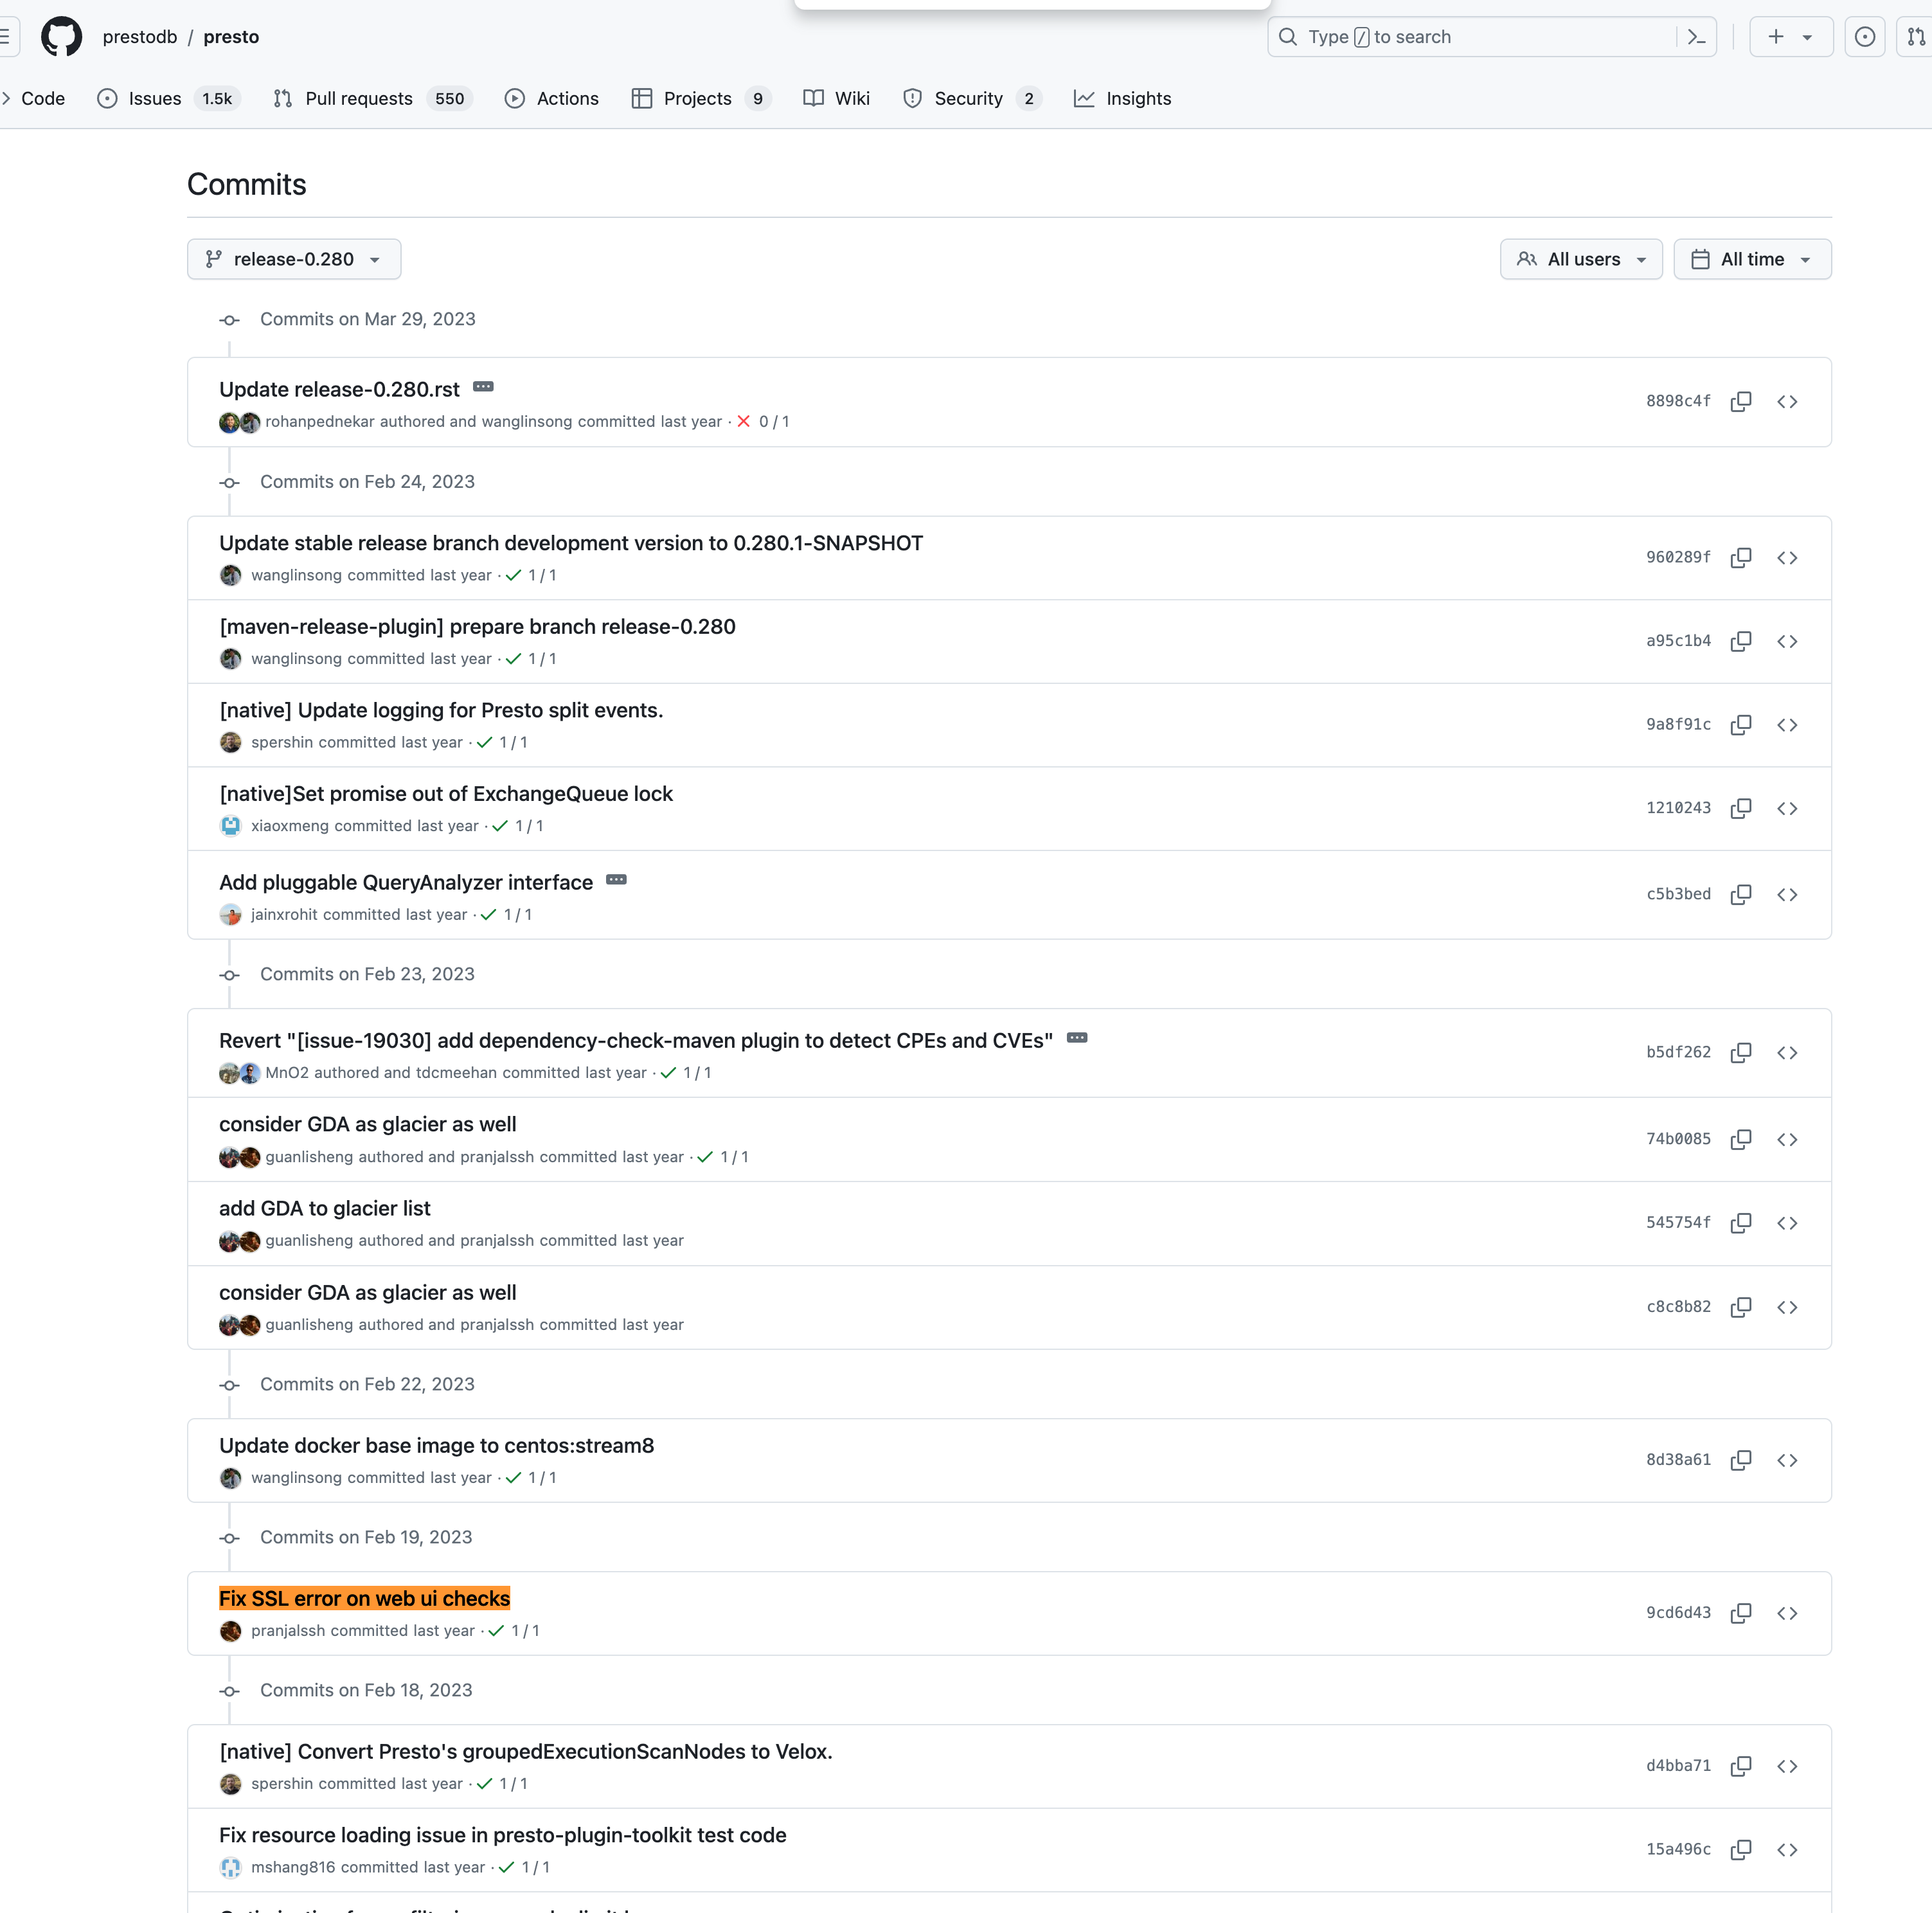 prestodb / presto
Type / to search
Code Issues 1.5k Pull requests 550 Actions Projects 9 Wiki Security 2 Insights
Commits
release-0.280 All users All time
Commits on Mar 29, 2023
Update release-0.280.rst
8898c4f
rohanpednekar authored and wanglinsong committed last year · 0 / 1
Commits on Feb 24, 2023
Update stable release branch development version to 0.280.1-SNAPSHOT
960289f
wanglinsong committed last year · 1 / 1
[maven-release-plugin] prepare branch release-0.280
a95c1b4
wanglinsong committed last year · 1 / 1
[native] Update logging for Presto split events.
9a8f91c
spershin committed last year · 1 / 1
[native]Set promise out of ExchangeQueue lock
1210243
xiaoxmeng committed last year · 1 / 1
Add pluggable QueryAnalyzer interface
c5b3bed
jainxrohit committed last year · 1 / 1
Commits on Feb 23, 2023
Revert "[issue-19030] add dependency-check-maven plugin to detect CPEs and CVEs"
b5df262
MnO2 authored and tdcmeehan committed last year · 1 / 1
consider GDA as glacier as well
74b0085
guanlisheng authored and pranjalssh committed last year · 1 / 1
add GDA to glacier list
545754f
guanlisheng authored and pranjalssh committed last year
consider GDA as glacier as well
c8c8b82
guanlisheng authored and pranjalssh committed last year
Commits on Feb 22, 2023
Update docker base image to centos:stream8
8d38a61
wanglinsong committed last year · 1 / 1
Commits on Feb 19, 2023
Fix SSL error on web ui checks
9cd6d43
pranjalssh committed last year · 1 / 1
Commits on Feb 18, 2023
[native] Convert Presto's groupedExecutionScanNodes to Velox.
d4bba71
spershin committed last year · 1 / 1
Fix resource loading issue in presto-plugin-toolkit test code
15a496c
mshang816 committed last year · 1 / 1